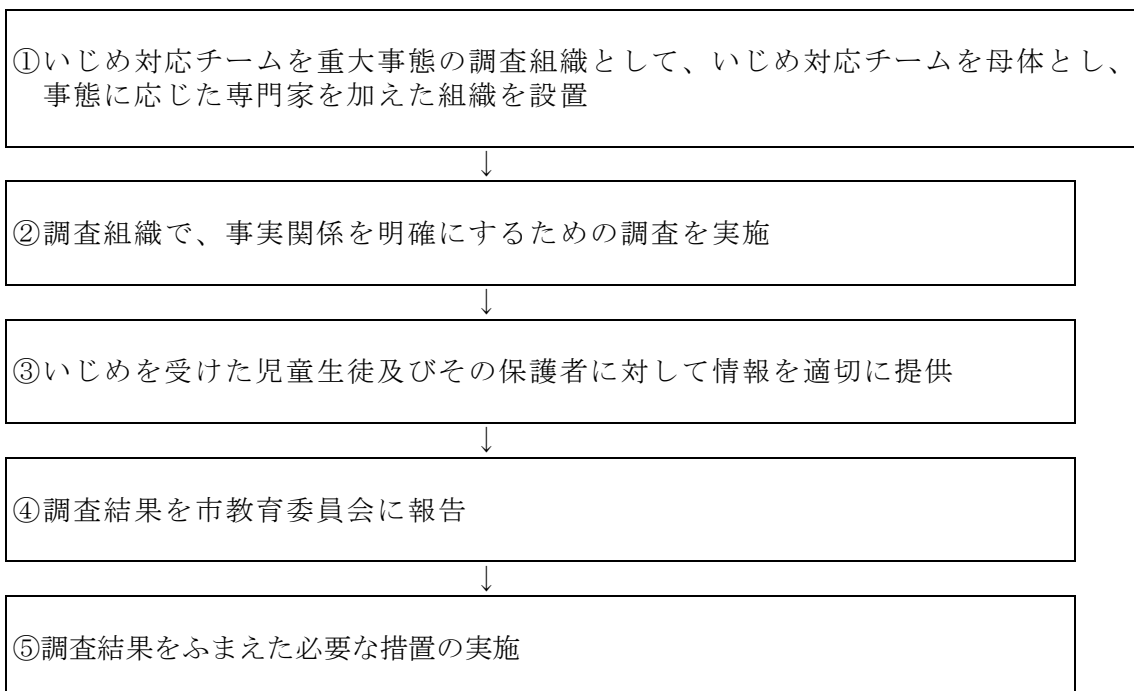 ①いじめ対応チームを重大事態の調査組織として、いじめ対応チームを母体とし、
事態に応じた専門家を加えた組織を設置
↓
②調査組織で、事実関係を明確にするための調査を実施
↓
③いじめを受けた児童生徒及びその保護者に対して情報を適切に提供
↓
④調査結果を市教育委員会に報告
↓
⑤調査結果をふまえた必要な措置の実施